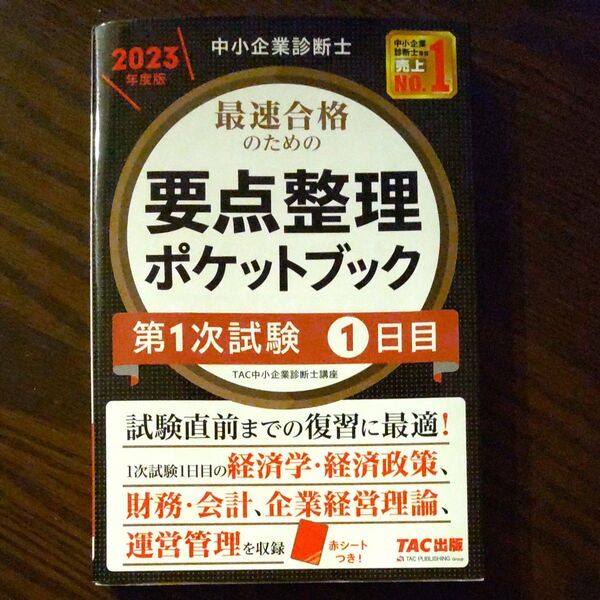 2023
年度版
中小企業診断士
中小企業
診断士講座
売上
NO.1
最速合格
のための
要点整理
ポケットブック
第1次試験 1日目
TAC中小企業診断士講座
試験直前までの復習に最適!
1次試験1日目の経済学・経済政策、
財務・会計、企業経営理論、
運営管理を収録
赤シート
つき!
TAC出版
TAC PUBLISHING Group